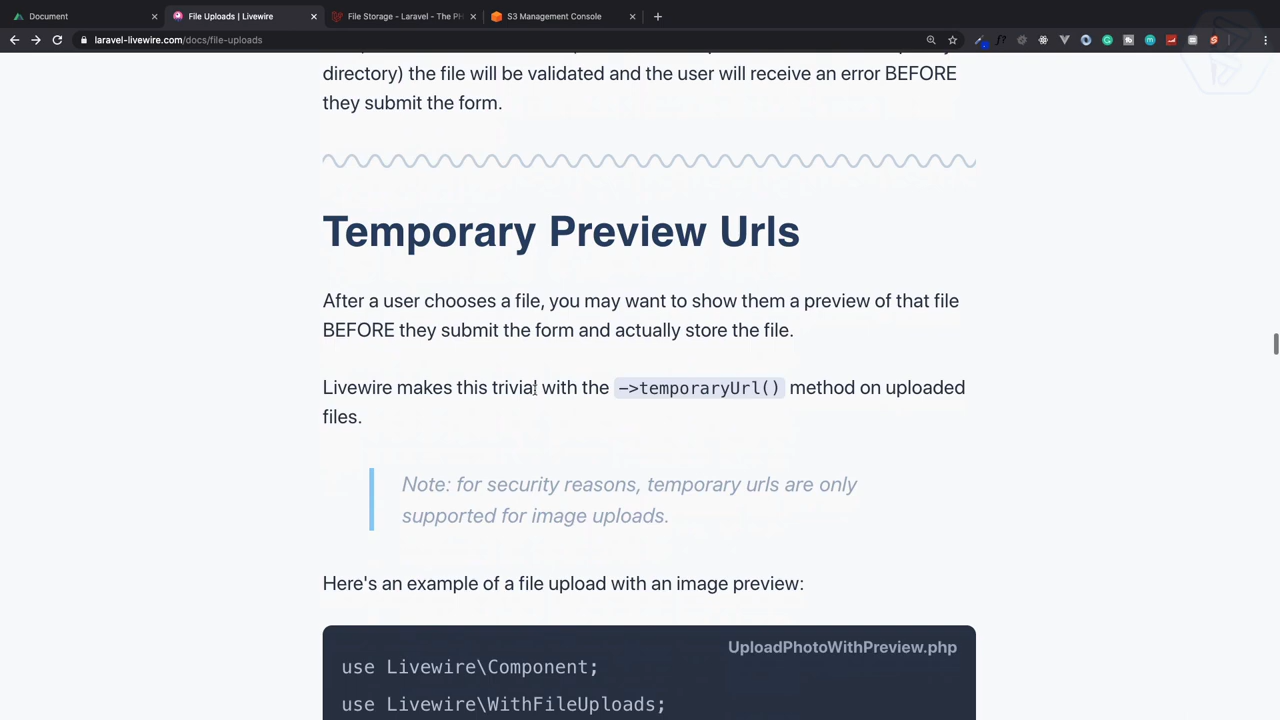 Document
File Uploads | Livewire
File Storage - Laravel - The PH
S3 Management Console
laravel-livewire.com/docs/file-uploads
directory) the file will be validated and the user will receive an error BEFORE
they submit the form.
Temporary Preview Urls
After a user chooses a file, you may want to show them a preview of that file
BEFORE they submit the form and actually store the file.
Livewire makes this trivial with the ->temporaryUrl() method on uploaded
files.
Note: for security reasons, temporary urls are only
supported for image uploads.
Here's an example of a file upload with an image preview:
UploadPhotoWithPreview.php
use Livewire\Component;
use Livewire\WithFileUploads;